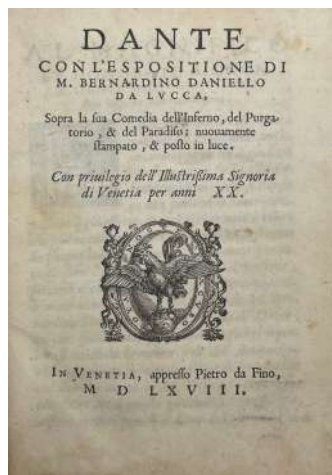 DANTE
CON L'ESPOSITIONE DI
M. BERNARDINO DANIELLO
DA LVCCA,
Sopra la sua Comedia dell'Inferno, del Purga-
torio, & del Paradiso; nuouamente
stampato, & posto in luce.
Con priuilegio dell'Illustrißima Signoria
di Venetia per anni XX.
IN VENETIA, appresso Pietro da Fino,
M D LXVIII.